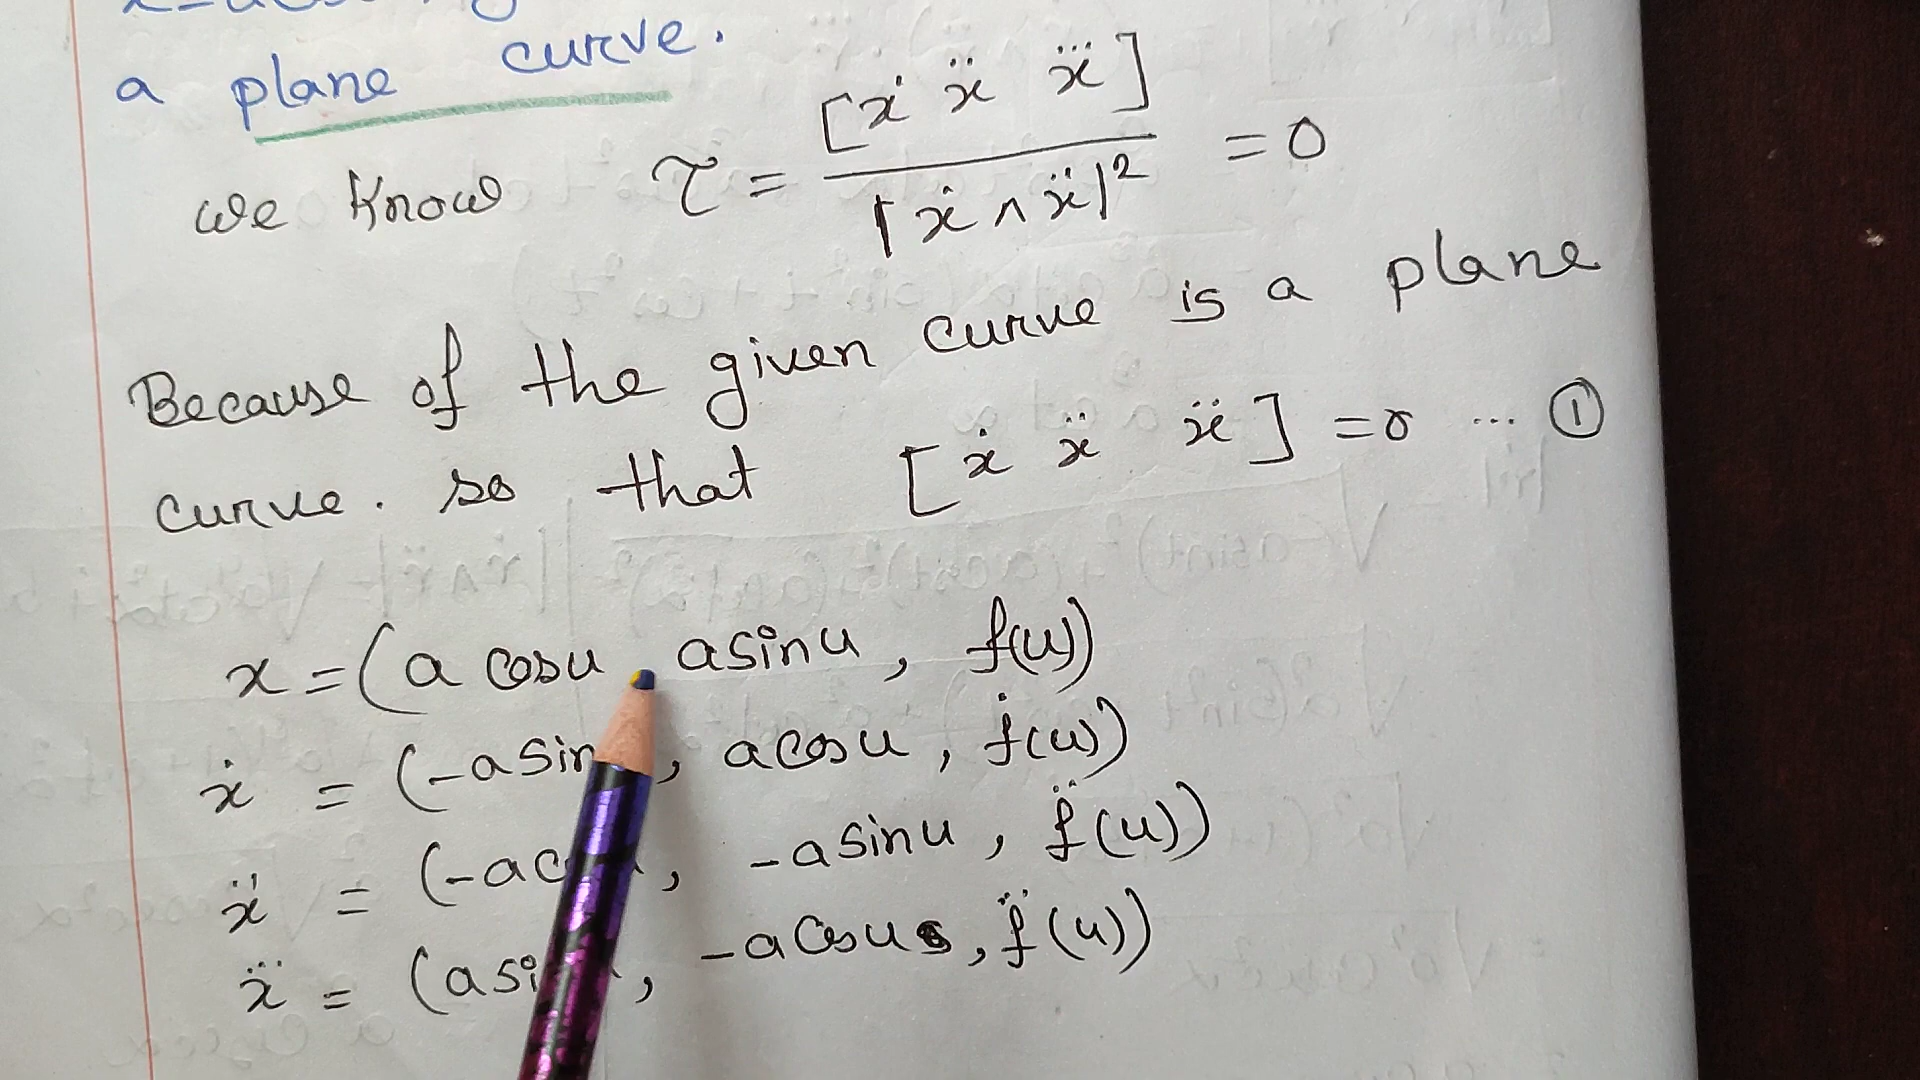 a plane curve.
we know τ = [ẋ ẍ x⃛] / |ẋ ∧ ẍ|² = 0
Because of the given curve is a plane
curve. so that [ẋ ẍ ẍ] = 0 ... ①
x = (a cosu, asinu, f(u))
ẋ = (-asin , acosu, ḟ(u))
ẍ = (-aco , -asinu, f̈(u))
x⃛ = (asi , -acosu, f⃛(u))